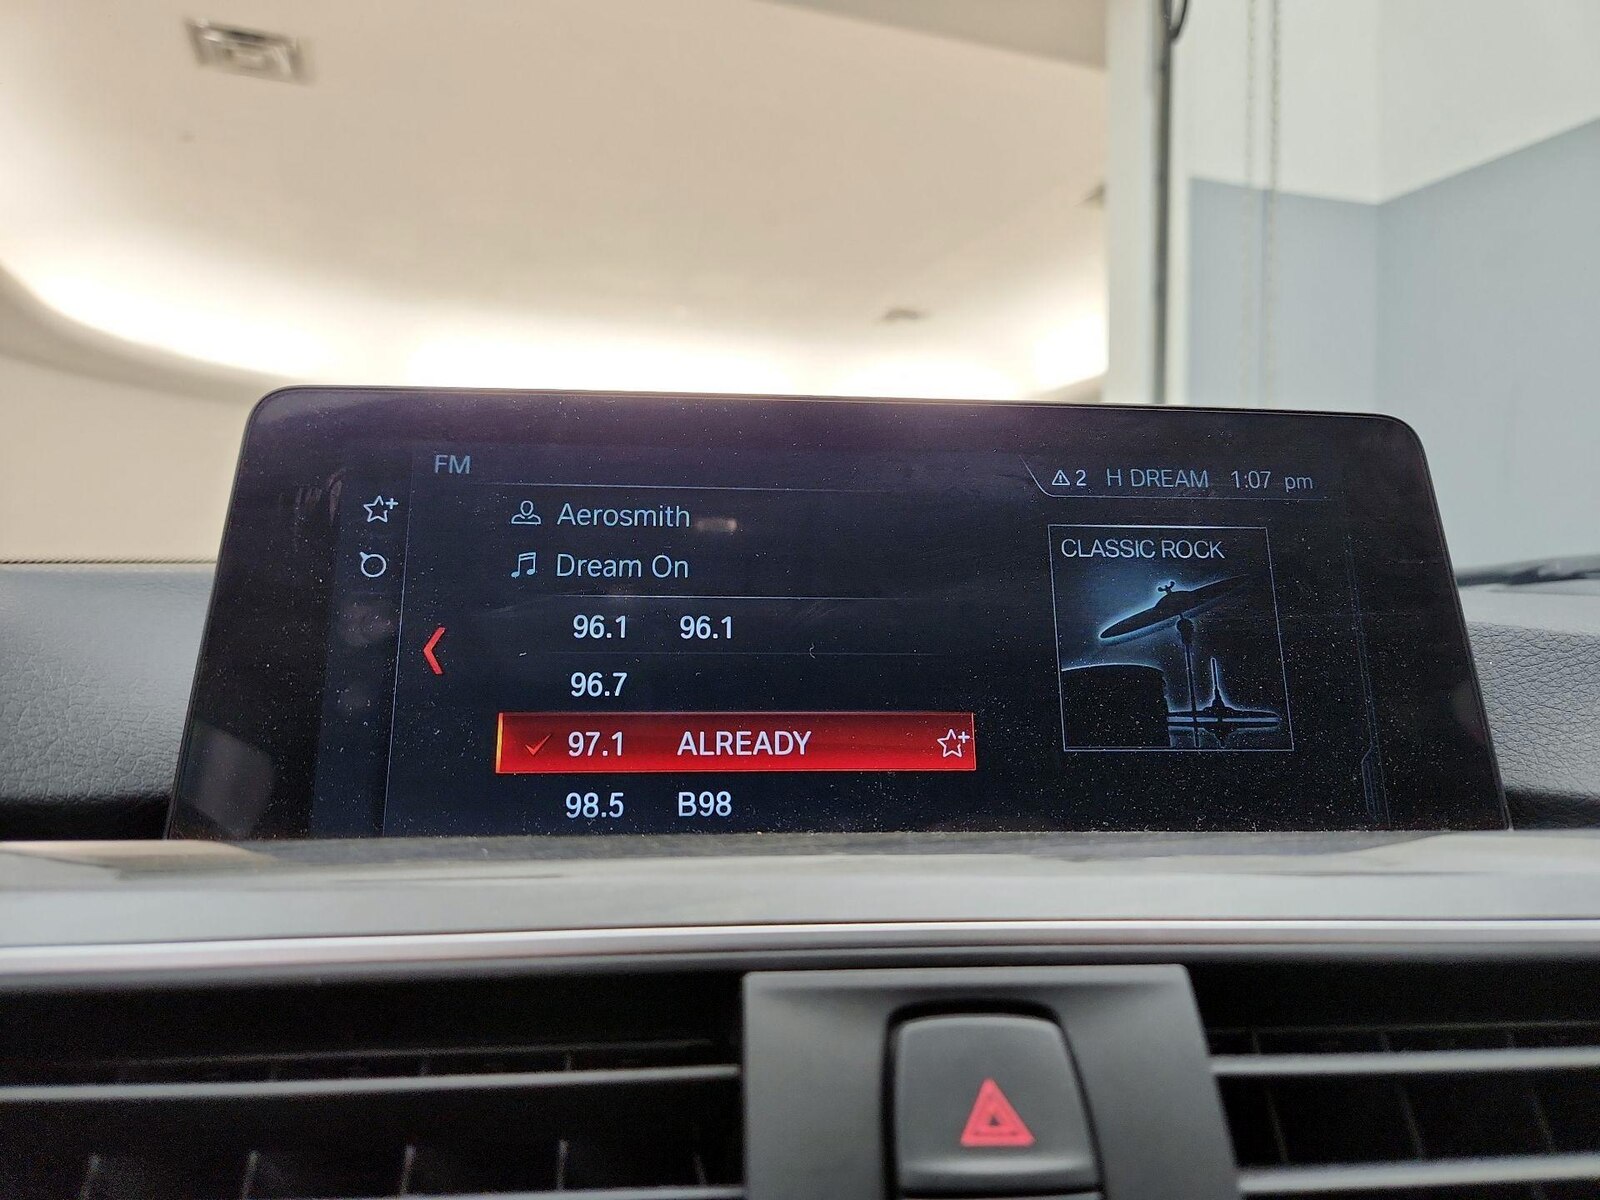 FM
2 H DREAM 1:07 pm
Aerosmith
Dream On
CLASSIC ROCK
96.1 96.1
96.7
97.1 ALREADY
98.5 B98